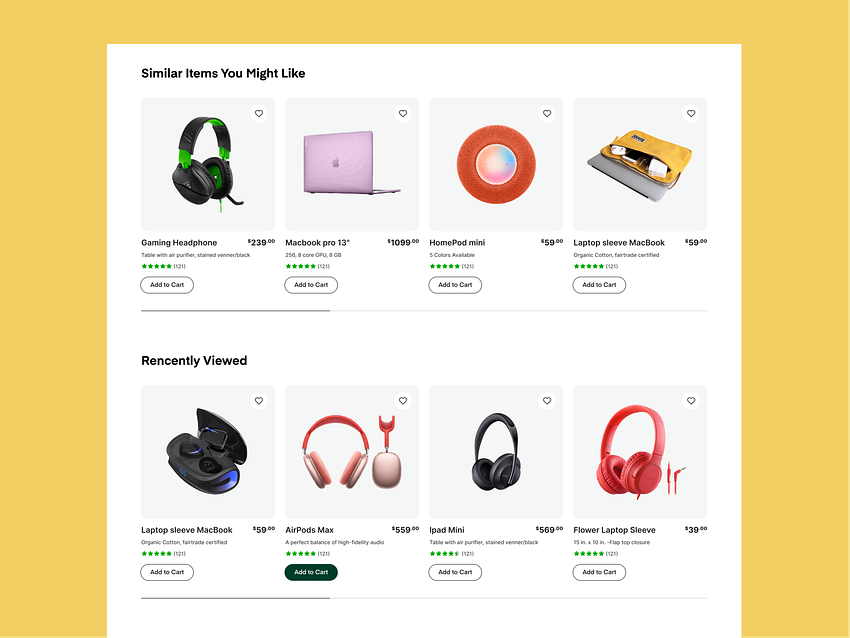 Similar Items You Might Like
Gaming Headphone $239.00
Table with air purifier, stained venner/black
(121)
Add to Cart
Macbook pro 13" $1099.00
256, 8 core GPU, 8 GB
(121)
Add to Cart
HomePod mini $59.00
5 Colors Available
(121)
Add to Cart
Laptop sleeve MacBook $59.00
Organic Cotton, fairtrade certified
(121)
Add to Cart
Rencently Viewed
Laptop sleeve MacBook $59.00
Organic Cotton, fairtrade certified
(121)
Add to Cart
AirPods Max $559.00
A perfect balance of high-fidelity audio
(121)
Add to Cart
Ipad Mini $569.00
Table with air purifier, stained venner/black
(121)
Add to Cart
Flower Laptop Sleeve $39.00
15 in. x 10 in. -Flap top closure
(121)
Add to Cart